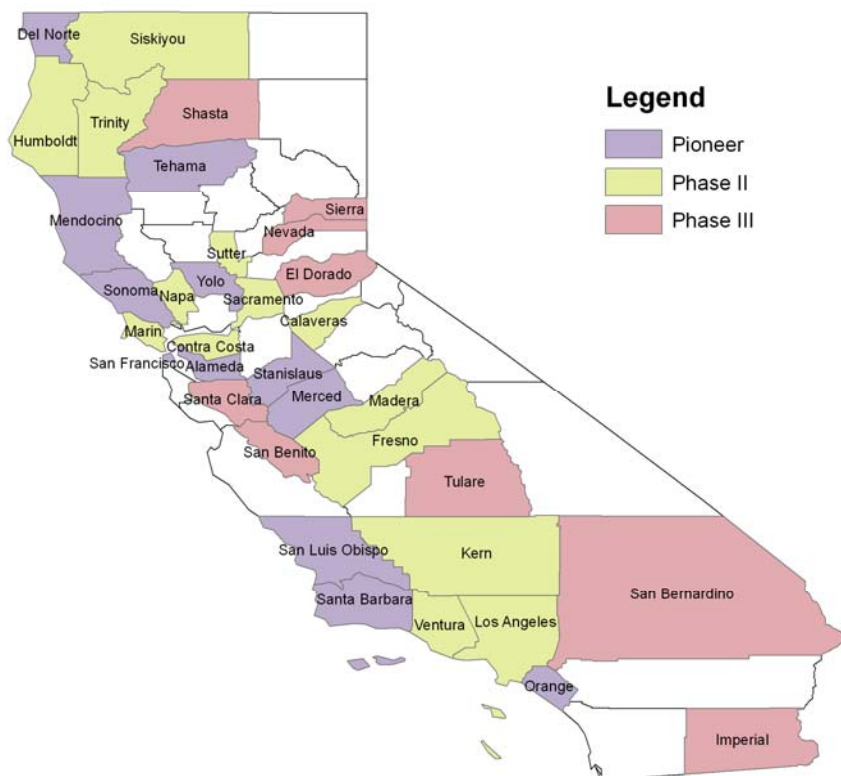 Del Norte
Siskiyou
Legend
Shasta
Trinity
Humboldt
Pioneer
Tehama
Phase II
Sierra
Phase III
Mendocino
Nevada
Sutter
El Dorado
Yolo
Sonoma
Napa
Sacramento
Calaveras
Marin
Contra Costa
San Francisco
Alameda
Stanislaus
Merced
Santa Clara
Madera
Fresno
San Benito
Tulare
San Luis Obispo
Kern
Santa Barbara
San Bernardino
Ventura
Los Angeles
Orange
Imperial